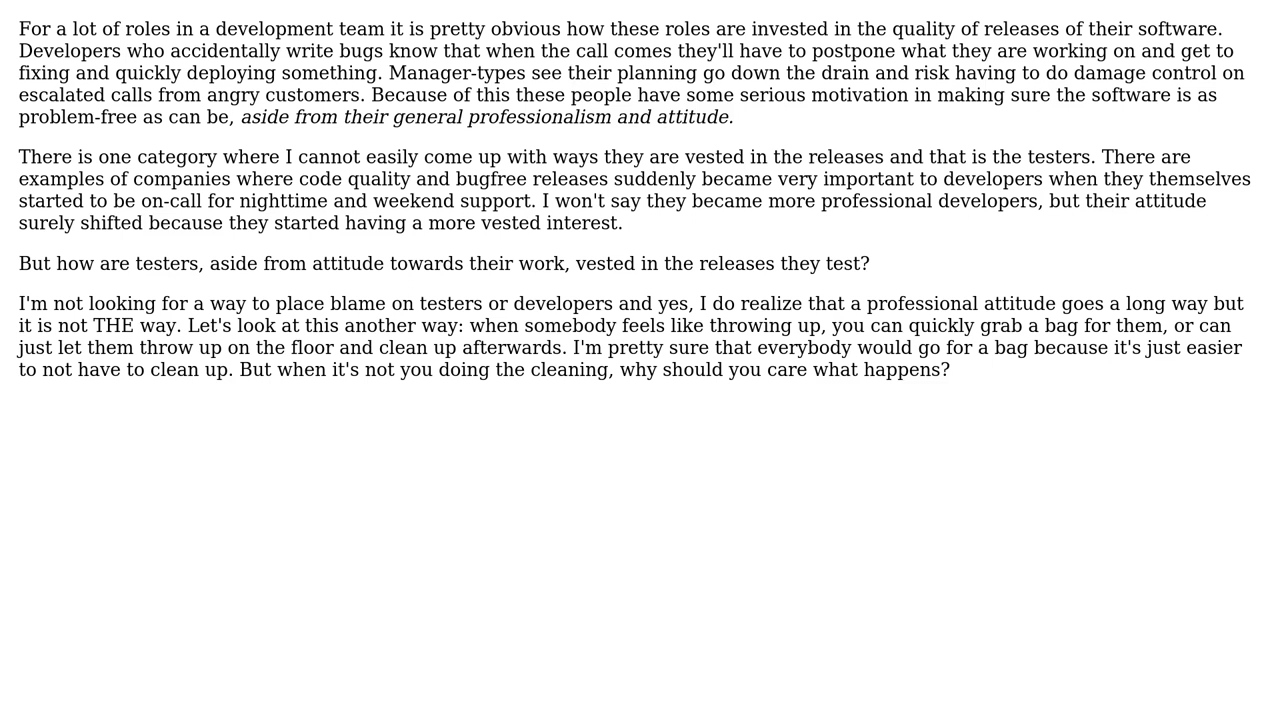 For a lot of roles in a development team it is pretty obvious how these roles are invested in the quality of releases of their software.
Developers who accidentally write bugs know that when the call comes they'll have to postpone what they are working on and get to
fixing and quickly deploying something. Manager-types see their planning go down the drain and risk having to do damage control on
escalated calls from angry customers. Because of this these people have some serious motivation in making sure the software is as
problem-free as can be, aside from their general professionalism and attitude.
There is one category where I cannot easily come up with ways they are vested in the releases and that is the testers. There are
examples of companies where code quality and bugfree releases suddenly became very important to developers when they themselves
started to be on-call for nighttime and weekend support. I won't say they became more professional developers, but their attitude
surely shifted because they started having a more vested interest.
But how are testers, aside from attitude towards their work, vested in the releases they test?
I'm not looking for a way to place blame on testers or developers and yes, I do realize that a professional attitude goes a long way but
it is not THE way. Let's look at this another way: when somebody feels like throwing up, you can quickly grab a bag for them, or can
just let them throw up on the floor and clean up afterwards. I'm pretty sure that everybody would go for a bag because it's just easier
to not have to clean up. But when it's not you doing the cleaning, why should you care what happens?